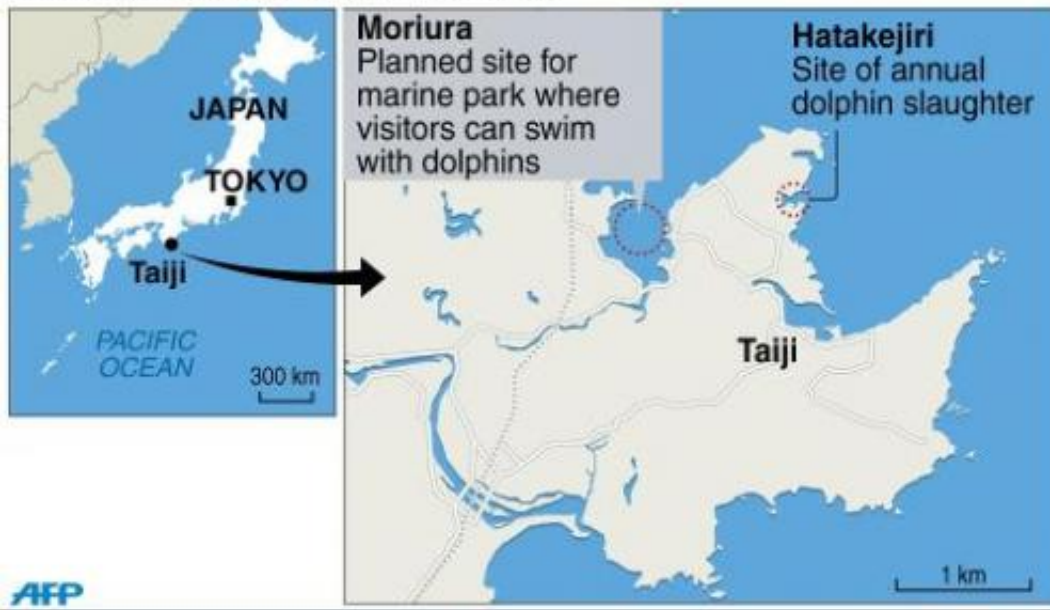 JAPAN
TOKYO
Taiji
PACIFIC
OCEAN
300 km
Moriura
Planned site for
marine park where
visitors can swim
with dolphins
Hatakejiri
Site of annual
dolphin slaughter
Taiji
1 km
AFP